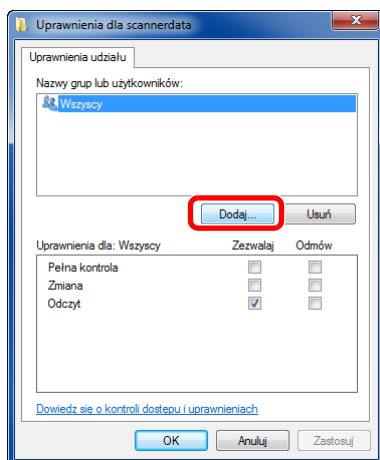 Uprawnienia dla scannerdata
Uprawnienia udziału
Nazwy grup lub użytkowników:
Wszyscy
Dodaj... Usuń
Uprawnienia dla: Wszyscy Zezwalaj Odmów
Pełna kontrola
Zmiana
Odczyt
Dowiedz się o kontroli dostępu i uprawnieniach
OK Anuluj Zastosuj